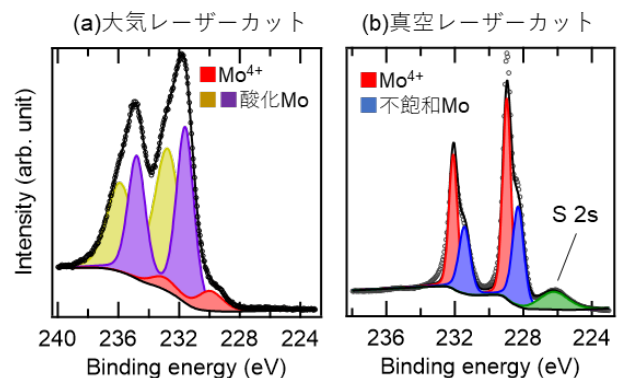 (a)大気レーザーカット
Mo⁴⁺
酸化Mo
Intensity (arb. unit)
240 236 232 228 224
Binding energy (eV)
(b)真空レーザーカット
Mo⁴⁺
不飽和Mo
S 2s
236 232 228 224
Binding energy (eV)